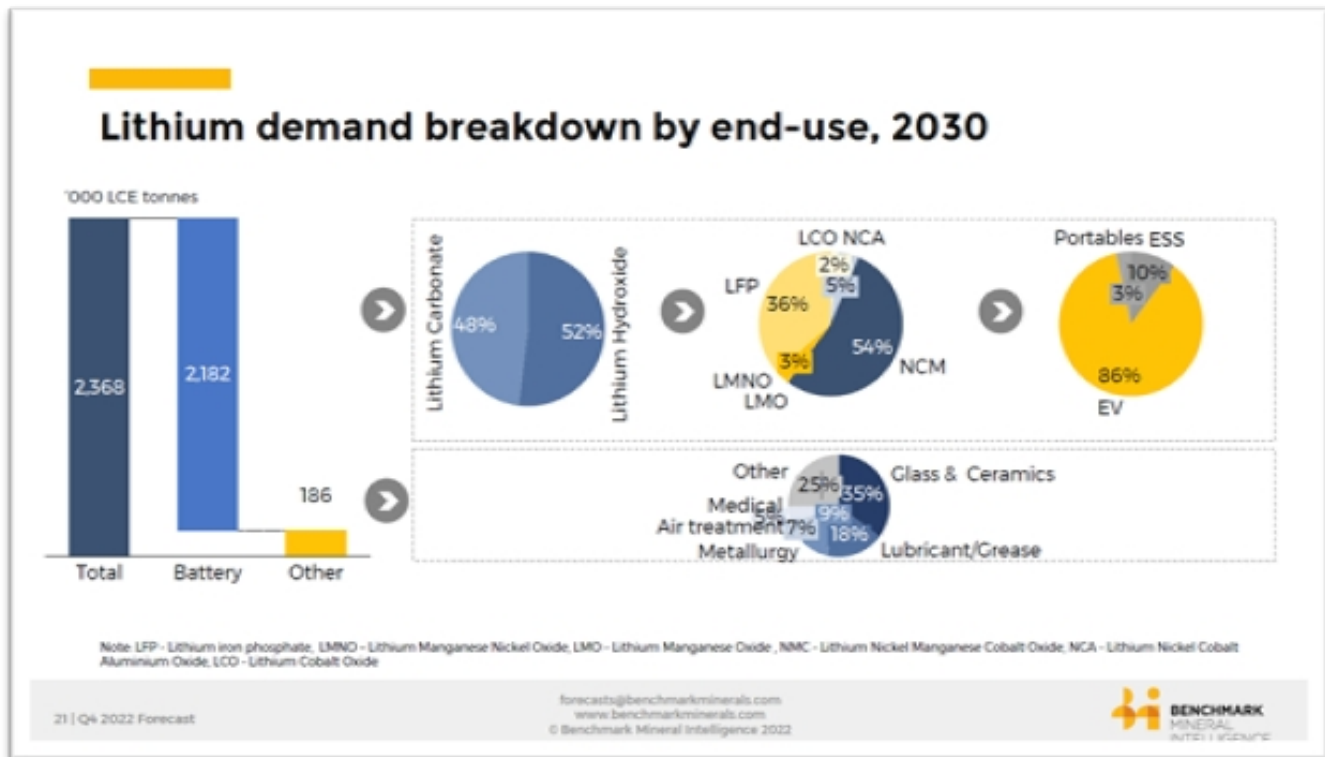 Lithium demand breakdown by end-use, 2030
'000 LCE tonnes
2,368
2,182
186
Total
Battery
Other
Lithium Carbonate
48%
52%
Lithium Hydroxide
LCO NCA
2%
5%
LFP
36%
54%
3%
NCM
LMNO
LMO
Portables ESS
10%
3%
86%
EV
Other
25%
35%
Glass & Ceramics
Medical
5%
9%
Air treatment
7%
18%
Metallurgy
Lubricant/Grease
Note: LFP - Lithium iron phosphate, LMNO - Lithium Manganese Nickel Oxide, LMO - Lithium Manganese Oxide , NMC - Lithium Nickel Manganese Cobalt Oxide, NCA - Lithium Nickel Cobalt
Aluminium Oxide, LCO - Lithium Cobalt Oxide
21 | Q4 2022 Forecast
forecasts@benchmarkminerals.com
www.benchmarkminerals.com
© Benchmark Mineral Intelligence 2022
BENCHMARK
MINERAL
INTELLIGENCE